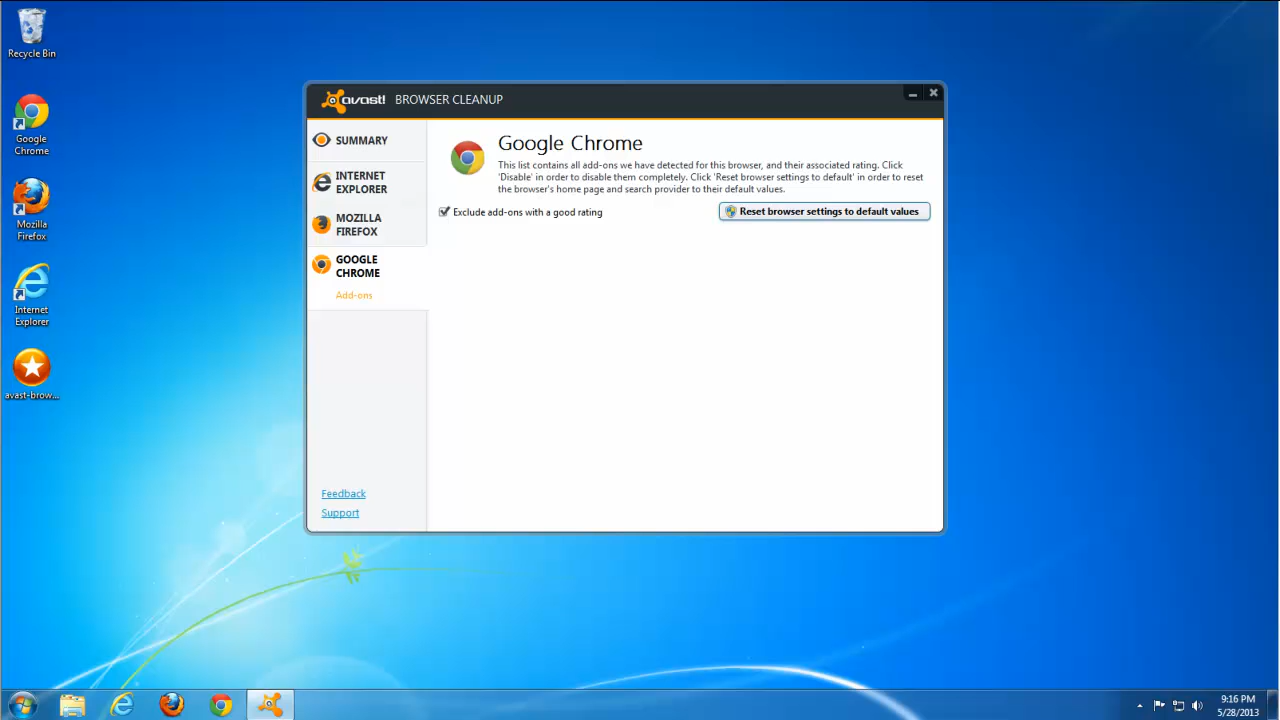 Recycle Bin
Google
Chrome
Mozilla
Firefox
Internet
Explorer
avast-brow...
avast! BROWSER CLEANUP
SUMMARY
INTERNET
EXPLORER
MOZILLA
FIREFOX
GOOGLE
CHROME
Add-ons
Feedback
Support
Google Chrome
This list contains all add-ons we have detected for this browser, and their associated rating. Click
'Disable' in order to disable them completely. Click 'Reset browser settings to default' in order to reset
the browser's home page and search provider to their default values.
Exclude add-ons with a good rating
Reset browser settings to default values
9:16 PM
5/28/2013